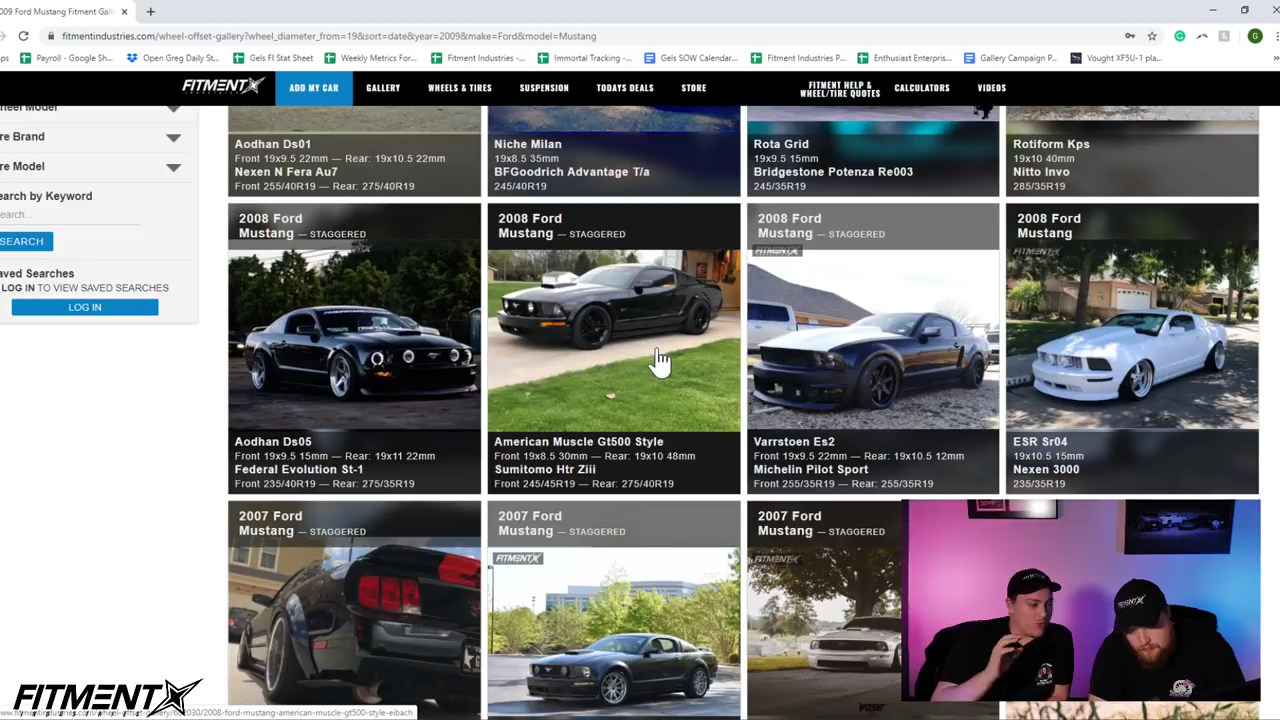 2009 Ford Mustang Fitment Gall
fitmentindustries.com/wheel-offset-gallery?wheel_diameter_from=19&sort=date&year=2009&make=Ford&model=Mustang
Payroll - Google Sh...
Open Greg Daily St...
Gels FI Stat Sheet
Weekly Metrics For...
Fitment Industries -...
Immortal Tracking -...
Gels SOW Calendar...
Fitment Industries P...
Enthusiast Enterpris...
Gallery Campaign P...
Vought XF5U-1 pla...
FITMENT
ADD MY CAR
GALLERY
WHEELS & TIRES
SUSPENSION
TODAYS DEALS
STORE
FITMENT HELP &
WHEEL/TIRE QUOTES
CALCULATORS
VIDEOS
heel Model
re Brand
re Model
earch by Keyword
earch...
SEARCH
aved Searches
LOG IN TO VIEW SAVED SEARCHES
LOG IN
Aodhan Ds01
Front 19x9.5 22mm — Rear: 19x10.5 22mm
Nexen N Fera Au7
Front 255/40R19 — Rear: 275/40R19
Niche Milan
19x8.5 35mm
BFGoodrich Advantage T/a
245/40R19
Rota Grid
19x9.5 15mm
Bridgestone Potenza Re003
245/35R19
Rotiform Kps
19x10 40mm
Nitto Invo
285/35R19
2008 Ford
Mustang — STAGGERED
Aodhan Ds05
Front 19x9.5 15mm — Rear: 19x11 22mm
Federal Evolution St-1
Front 235/40R19 — Rear: 275/35R19
2008 Ford
Mustang — STAGGERED
American Muscle Gt500 Style
Front 19x8.5 30mm — Rear: 19x10 48mm
Sumitomo Htr Ziii
Front 245/45R19 — Rear: 275/40R19
2008 Ford
Mustang — STAGGERED
FITMENT
Varrstoen Es2
Front 19x9.5 22mm — Rear: 19x10.5 12mm
Michelin Pilot Sport
Front 255/35R19 — Rear: 255/35R19
2008 Ford
Mustang
FITMENT
ESR Sr04
19x10.5 15mm
Nexen 3000
235/35R19
2007 Ford
Mustang — STAGGERED
2007 Ford
Mustang — STAGGERED
FITMENT
2007 Ford
Mustang — STAGGERED
FITMENT
FITMENT